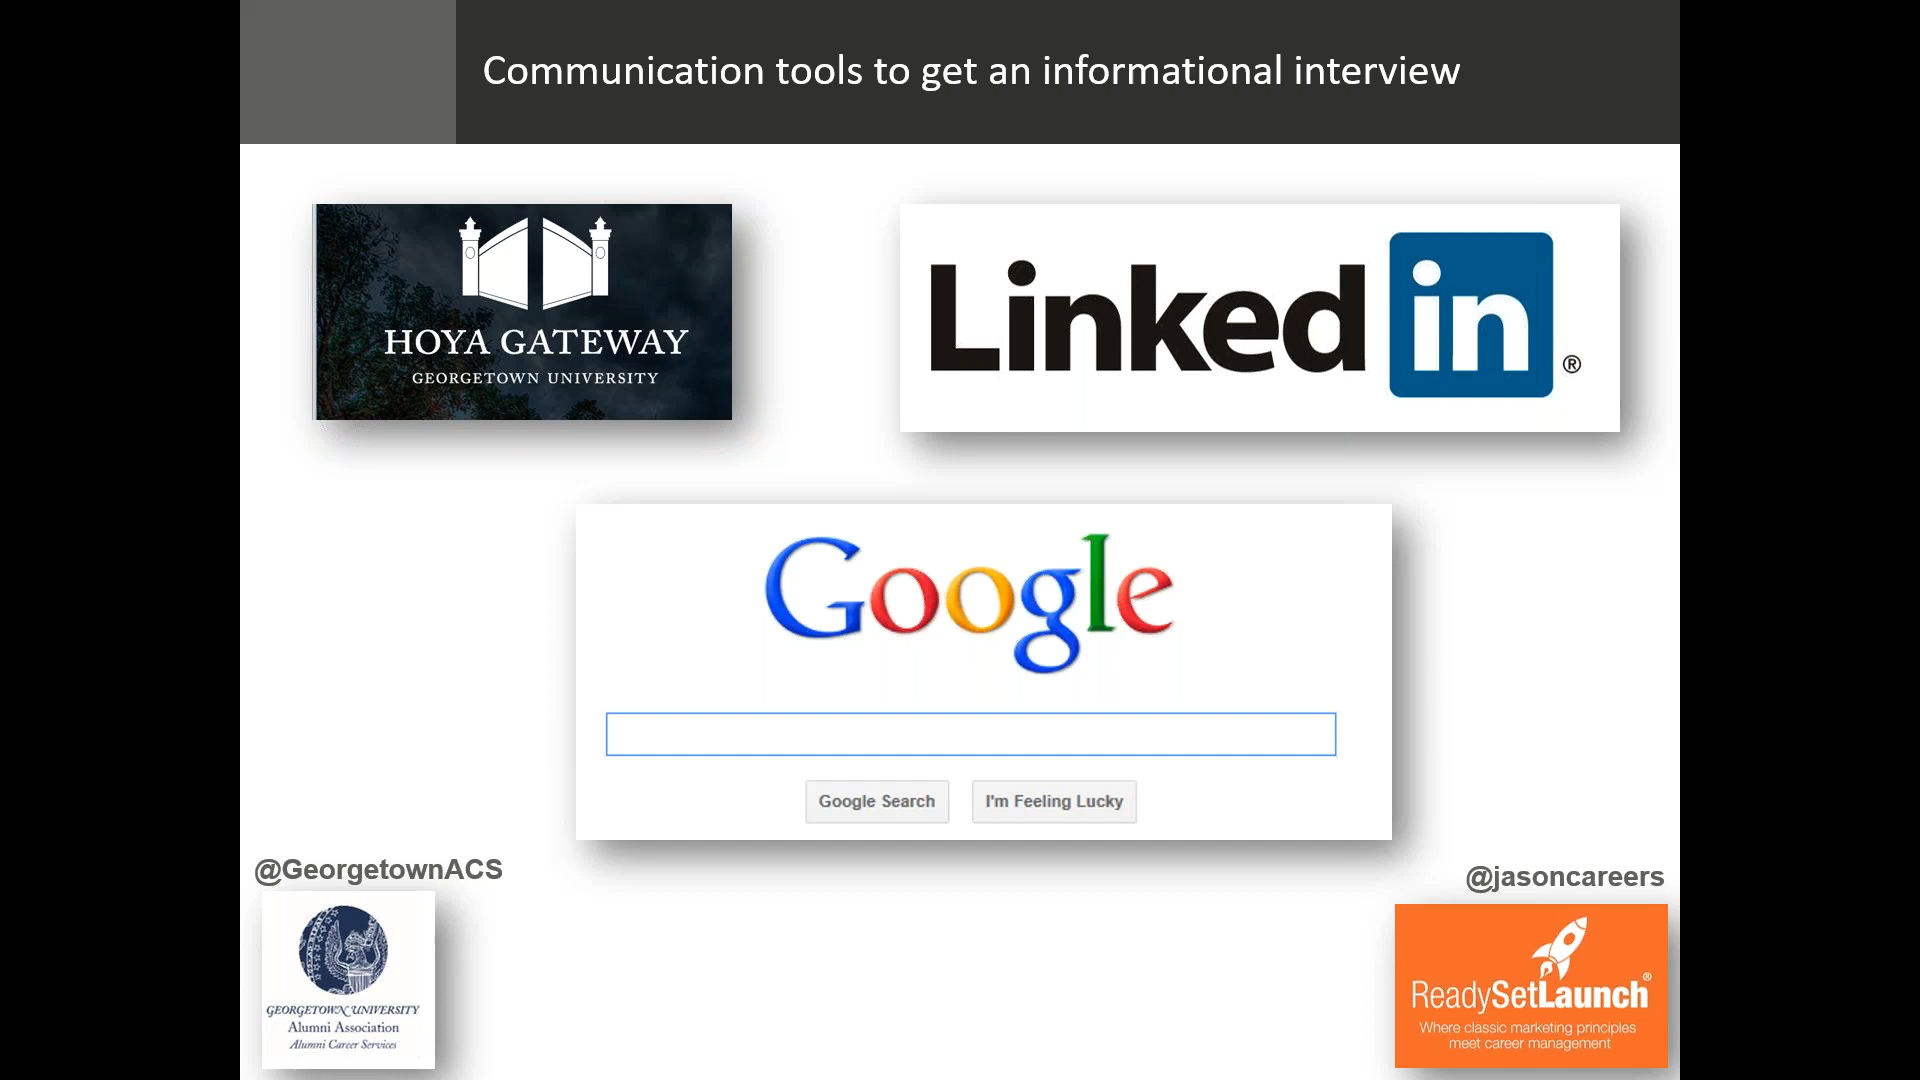 Communication tools to get an informational interview
HOYA GATEWAY
GEORGETOWN UNIVERSITY
Linked in ®
Google
Google Search
I'm Feeling Lucky
@GeorgetownACS
GEORGETOWN UNIVERSITY
Alumni Association
Alumni Career Services
@jasoncareers
ReadySetLaunch®
Where classic marketing principles
meet career management